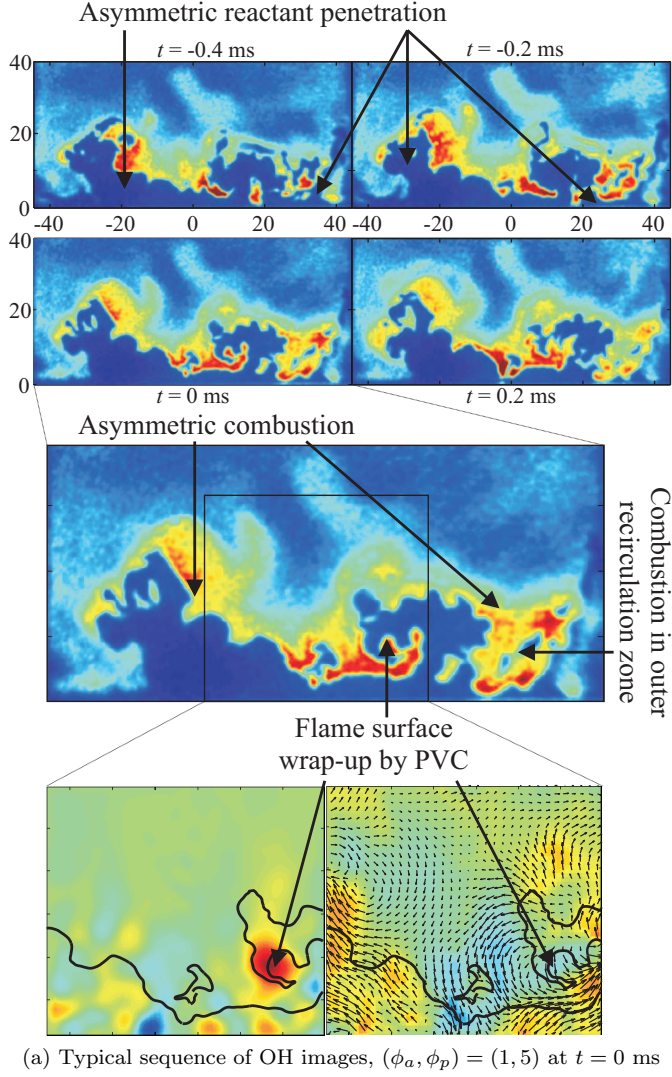 Asymmetric reactant penetration
t = -0.4 ms
t = -0.2 ms
40
20
0
-40 -20 0 20 40 -40 -20 0 20 40
40
20
0
t = 0 ms
t = 0.2 ms
Asymmetric combustion
Combustion in outer
recirculation zone
Flame surface
wrap-up by PVC
(a) Typical sequence of OH images, (ϕₐ, ϕₚ) = (1, 5) at t = 0 ms